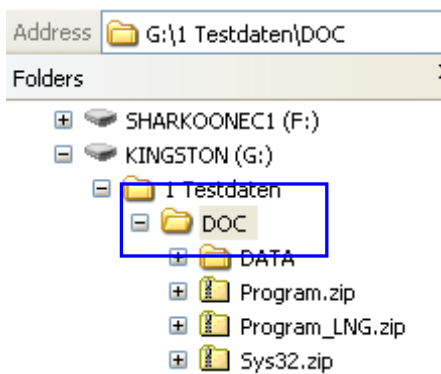 Address G:\1 Testdaten\DOC
Folders
SHARKOONEC1 (F:)
KINGSTON (G:)
1 Testdaten
DOC
DATA
Program.zip
Program_LNG.zip
Sys32.zip